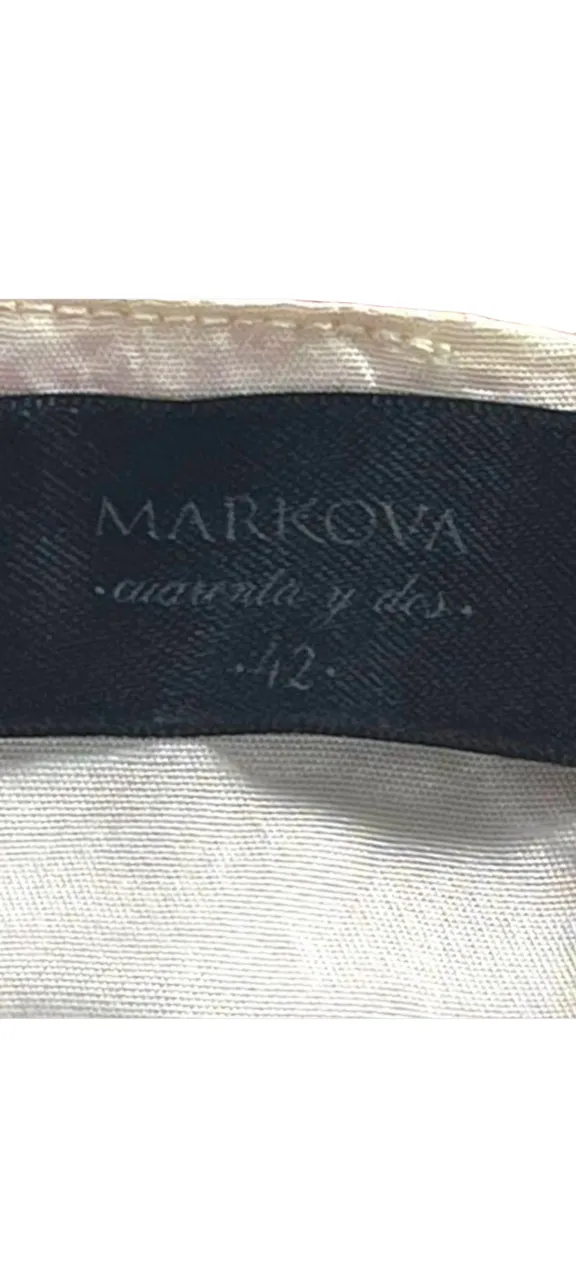 MARKOVA
·cuarenta y dos·
·42·